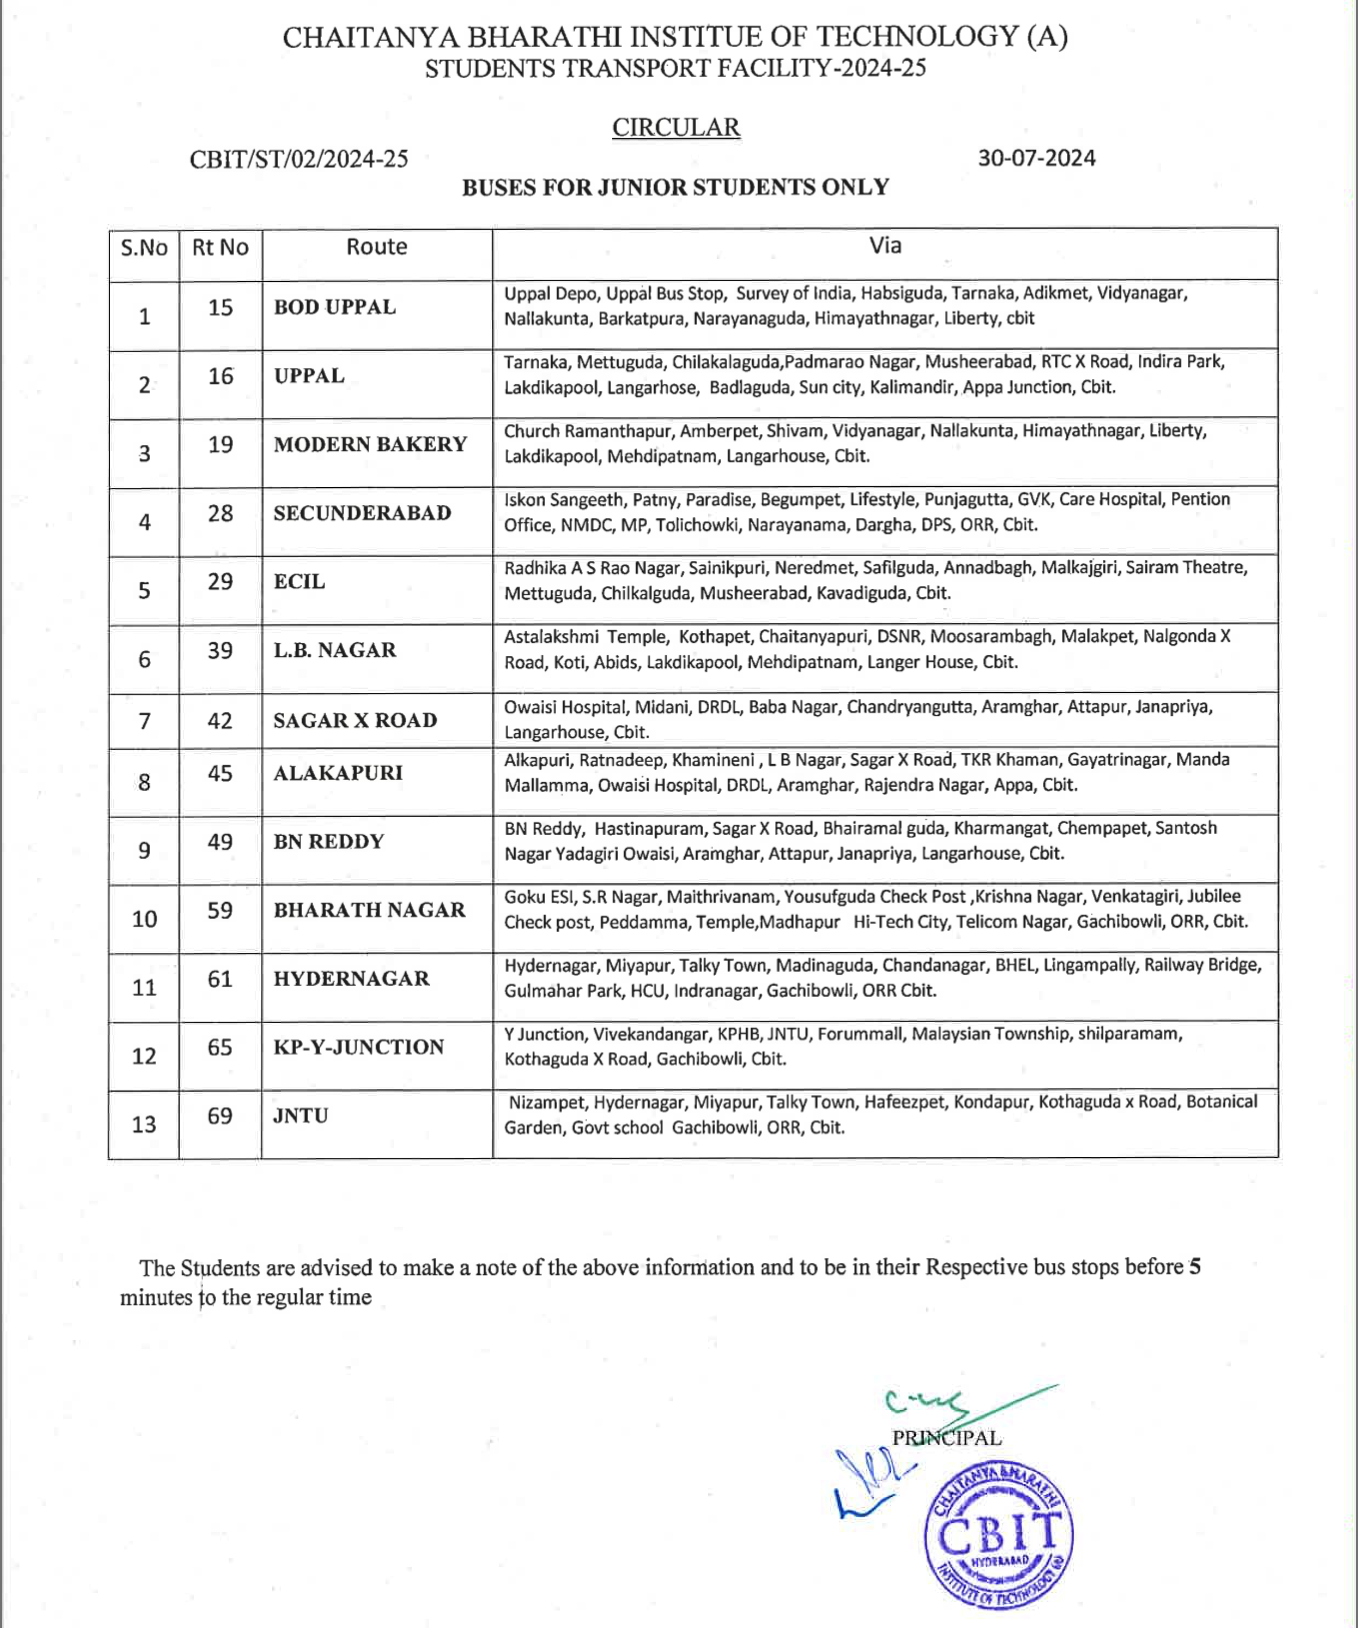 CHAITANYA BHARATHI INSTITUE OF TECHNOLOGY (A)
STUDENTS TRANSPORT FACILITY-2024-25
CIRCULAR
CBIT/ST/02/2024-25 30-07-2024
BUSES FOR JUNIOR STUDENTS ONLY
S.No Rt No Route Via
1 15 BOD UPPAL Uppal Depo, Uppal Bus Stop, Survey of India, Habsiguda, Tarnaka, Adikmet, Vidyanagar,
Nallakunta, Barkatpura, Narayanaguda, Himayathnagar, Liberty, cbit
2 16 UPPAL Tarnaka, Mettuguda, Chilakalaguda,Padmarao Nagar, Musheerabad, RTC X Road, Indira Park,
Lakdikapool, Langarhose, Badlaguda, Sun city, Kalimandir, Appa Junction, Cbit.
3 19 MODERN BAKERY Church Ramanthapur, Amberpet, Shivam, Vidyanagar, Nallakunta, Himayathnagar, Liberty,
Lakdikapool, Mehdipatnam, Langarhouse, Cbit.
4 28 SECUNDERABAD Iskon Sangeeth, Patny, Paradise, Begumpet, Lifestyle, Punjagutta, GVK, Care Hospital, Pention
Office, NMDC, MP, Tolichowki, Narayanama, Dargha, DPS, ORR, Cbit.
5 29 ECIL Radhika A S Rao Nagar, Sainikpuri, Neredmet, Safilguda, Annadbagh, Malkajgiri, Sairam Theatre,
Mettuguda, Chilkalguda, Musheerabad, Kavadiguda, Cbit.
6 39 L.B. NAGAR Astalakshmi Temple, Kothapet, Chaitanyapuri, DSNR, Moosarambagh, Malakpet, Nalgonda X
Road, Koti, Abids, Lakdikapool, Mehdipatnam, Langer House, Cbit.
7 42 SAGAR X ROAD Owaisi Hospital, Midani, DRDL, Baba Nagar, Chandryangutta, Aramghar, Attapur, Janapriya,
Langarhouse, Cbit.
8 45 ALAKAPURI Alkapuri, Ratnadeep, Khamineni , L B Nagar, Sagar X Road, TKR Khaman, Gayatrinagar, Manda
Mallamma, Owaisi Hospital, DRDL, Aramghar, Rajendra Nagar, Appa, Cbit.
9 49 BN REDDY BN Reddy, Hastinapuram, Sagar X Road, Bhairamal guda, Kharmangat, Chempapet, Santosh
Nagar Yadagiri Owaisi, Aramghar, Attapur, Janapriya, Langarhouse, Cbit.
10 59 BHARATH NAGAR Goku ESI, S.R Nagar, Maithrivanam, Yousufguda Check Post ,Krishna Nagar, Venkatagiri, Jubilee
Check post, Peddamma, Temple,Madhapur Hi-Tech City, Telicom Nagar, Gachibowli, ORR, Cbit.
11 61 HYDERNAGAR Hydernagar, Miyapur, Talky Town, Madinaguda, Chandanagar, BHEL, Lingampally, Railway Bridge,
Gulmahar Park, HCU, Indranagar, Gachibowli, ORR Cbit.
12 65 KP-Y-JUNCTION Y Junction, Vivekandangar, KPHB, JNTU, Forummall, Malaysian Township, shilparamam,
Kothaguda X Road, Gachibowli, Cbit.
13 69 JNTU Nizampet, Hydernagar, Miyapur, Talky Town, Hafeezpet, Kondapur, Kothaguda x Road, Botanical
Garden, Govt school Gachibowli, ORR, Cbit.
The Students are advised to make a note of the above information and to be in their Respective bus stops before 5
minutes to the regular time
PRINCIPAL
CHAITANYA BHARATHI
CBIT
HYDERABAD
INSTITUTE OF TECHNOLOGY (A)